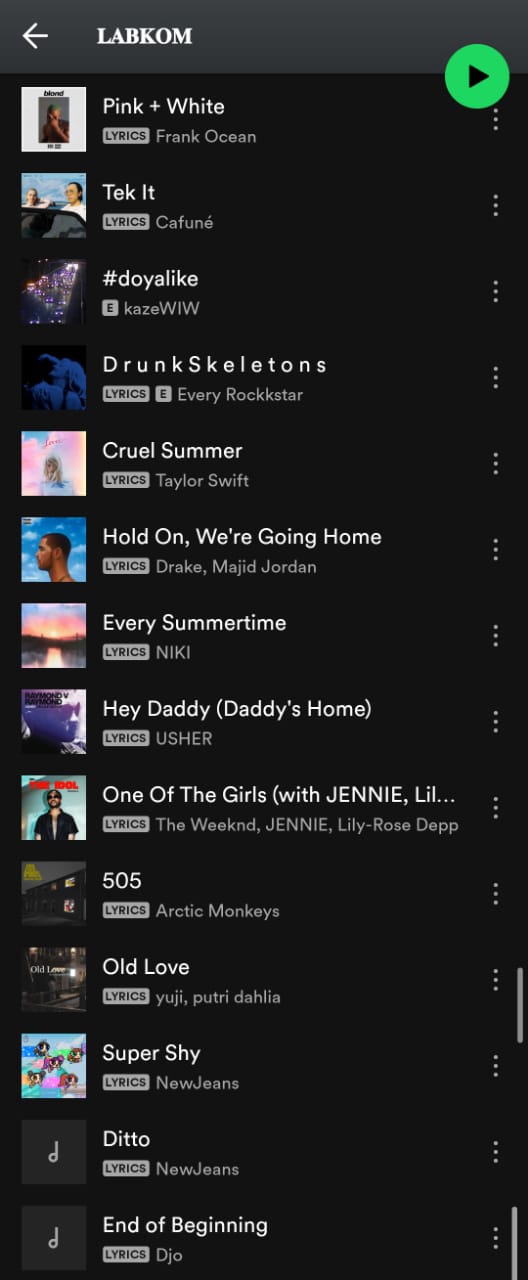 LABKOM
blond
Pink + White
LYRICS Frank Ocean
Tek It
LYRICS Cafuné
#doyalike
E kazeWIW
D r u n k S k e l e t o n s
LYRICS E Every Rockkstar
Lover
Cruel Summer
LYRICS Taylor Swift
Hold On, We're Going Home
LYRICS Drake, Majid Jordan
Every Summertime
LYRICS NIKI
RAYMOND V
RAYMOND
Hey Daddy (Daddy's Home)
LYRICS USHER
THE IDOL
One Of The Girls (with JENNIE, Lil...
LYRICS The Weeknd, JENNIE, Lily-Rose Depp
505
LYRICS Arctic Monkeys
Old Love
Old Love
LYRICS yuji, putri dahlia
Super Shy
LYRICS NewJeans
Ditto
LYRICS NewJeans
End of Beginning
LYRICS Djo